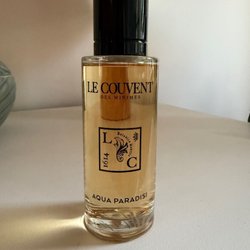 LE COUVENT
DES MINIMES
L
C
1614
AQUA PARADISI